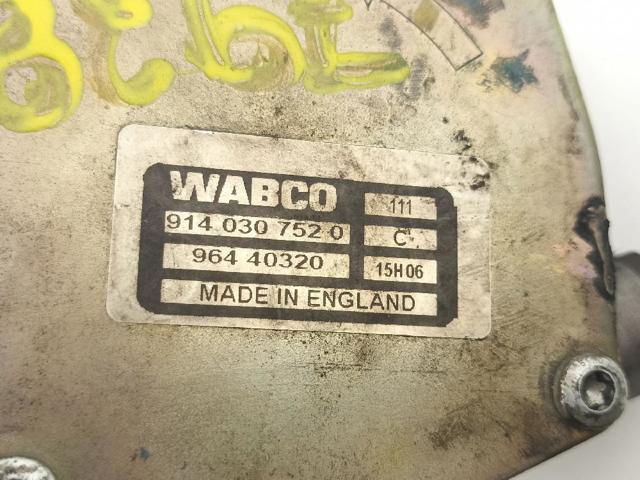 WABCO 111
914 030 752 0 C
964 40320 15H06
MADE IN ENGLAND